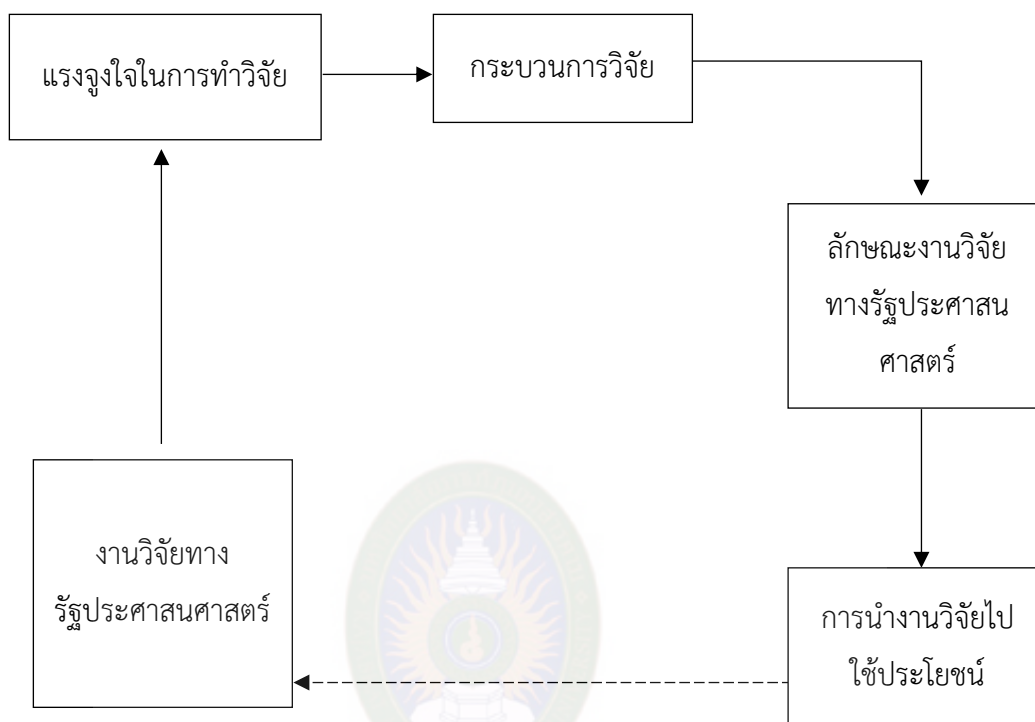 แรงจูงใจในการทำวิจัย
กระบวนการวิจัย
ลักษณะงานวิจัย
ทางรัฐประศาสน
ศาสตร์
งานวิจัยทาง
รัฐประศาสนศาสตร์
การนำงานวิจัยไป
ใช้ประโยชน์